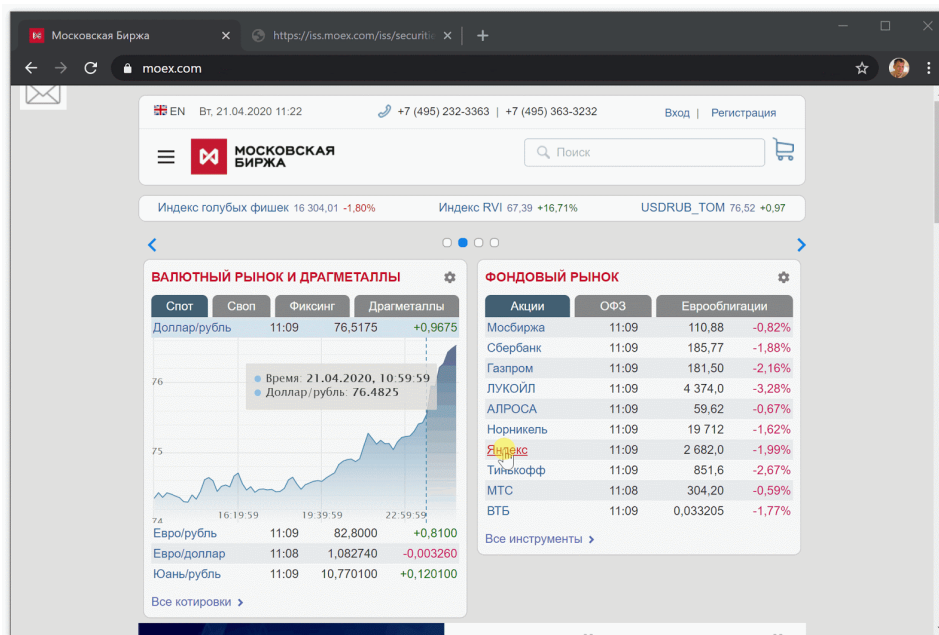 Московская Биржа
https://iss.moex.com/iss/securitie
moex.com
EN Вт, 21.04.2020 11:22 +7 (495) 232-3363 | +7 (495) 363-3232 Вход | Регистрация
МОСКОВСКАЯ
БИРЖА
Поиск
Индекс голубых фишек 16 304,01 -1,80% Индекс RVI 67,39 +16,71% USDRUB_TOM 76,52 +0,97
ВАЛЮТНЫЙ РЫНОК И ДРАГМЕТАЛЛЫ
Спот Своп Фиксинг Драгметаллы
Доллар/рубль 11:09 76,5175 +0,9675
Время: 21.04.2020, 10:59:59
Доллар/рубль: 76.4825
76
75
74
16:19:59 19:39:59 22:59:59
Евро/рубль 11:09 82,8000 +0,8100
Евро/доллар 11:08 1,082740 -0,003260
Юань/рубль 11:09 10,770100 +0,120100
Все котировки
ФОНДОВЫЙ РЫНОК
Акции ОФЗ Еврооблигации
Мосбиржа 11:09 110,88 -0,82%
Сбербанк 11:09 185,77 -1,88%
Газпром 11:09 181,50 -2,16%
ЛУКОЙЛ 11:09 4 374,0 -3,28%
АЛРОСА 11:09 59,62 -0,67%
Норникель 11:09 19 712 -1,62%
Яндекс 11:09 2 682,0 -1,99%
Тинькофф 11:09 851,6 -2,67%
МТС 11:08 304,20 -0,59%
ВТБ 11:09 0,033205 -1,77%
Все инструменты